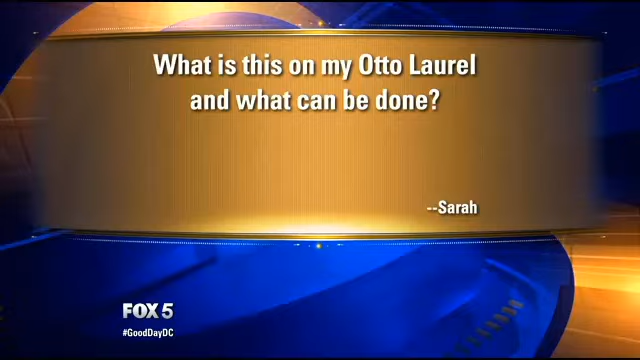 What is this on my Otto Laurel
and what can be done?
--Sarah
FOX 5
#GoodDayDC